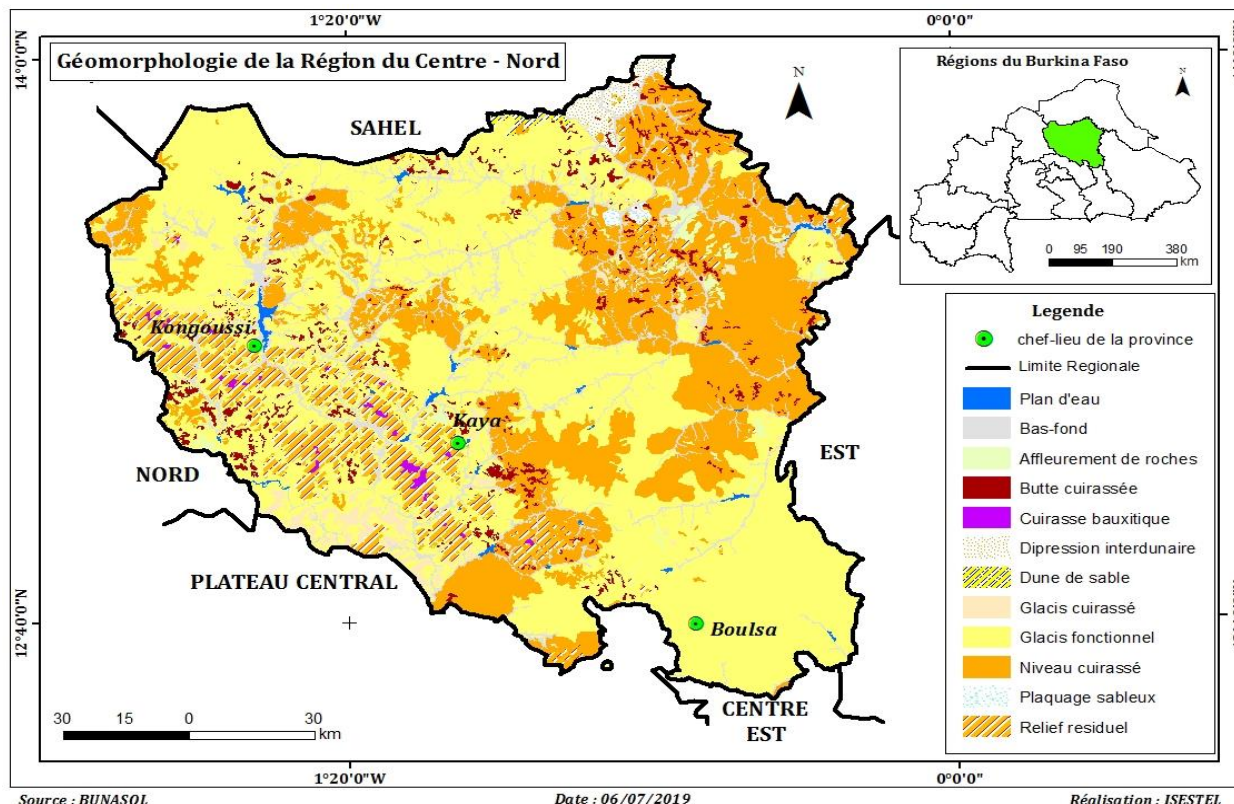 1°20'0"W
0°0'0"
Géomorphologie de la Région du Centre - Nord
14°0'0"N
N
SAHEL
Régions du Burkina Faso
N
0 95 190 380
km
Kongoussi
Kaya
NORD
EST
PLATEAU CENTRAL
Boulsa
CENTRE
EST
12°40'0"N
30 15 0 30
km
Legende
chef-lieu de la province
Limite Regionale
Plan d'eau
Bas-fond
Affleurement de roches
Butte cuirassée
Cuirasse bauxitique
Dipression interdunaire
Dune de sable
Glacis cuirassé
Glacis fonctionnel
Niveau cuirassé
Plaquage sableux
Relief residuel
1°20'0"W
0°0'0"
Source : BUNASOL
Date : 06/07/2019
Réalisation : ISESTEL